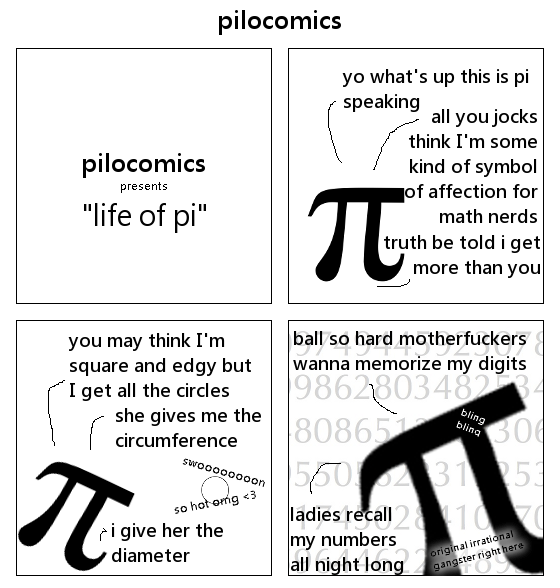 pilocomics
pilocomics
presents
"life of pi"
yo what's up this is pi
speaking
all you jocks
think I'm some
kind of symbol
of affection for
math nerds
truth be told i get
more than you
you may think I'm
square and edgy but
I get all the circles
she gives me the
circumference
swooooooooon
so hot omg <3
i give her the
diameter
ball so hard motherfuckers
wanna memorize my digits
bling
blinq
ladies recall
my numbers
all night long
original irrational
gangster right here